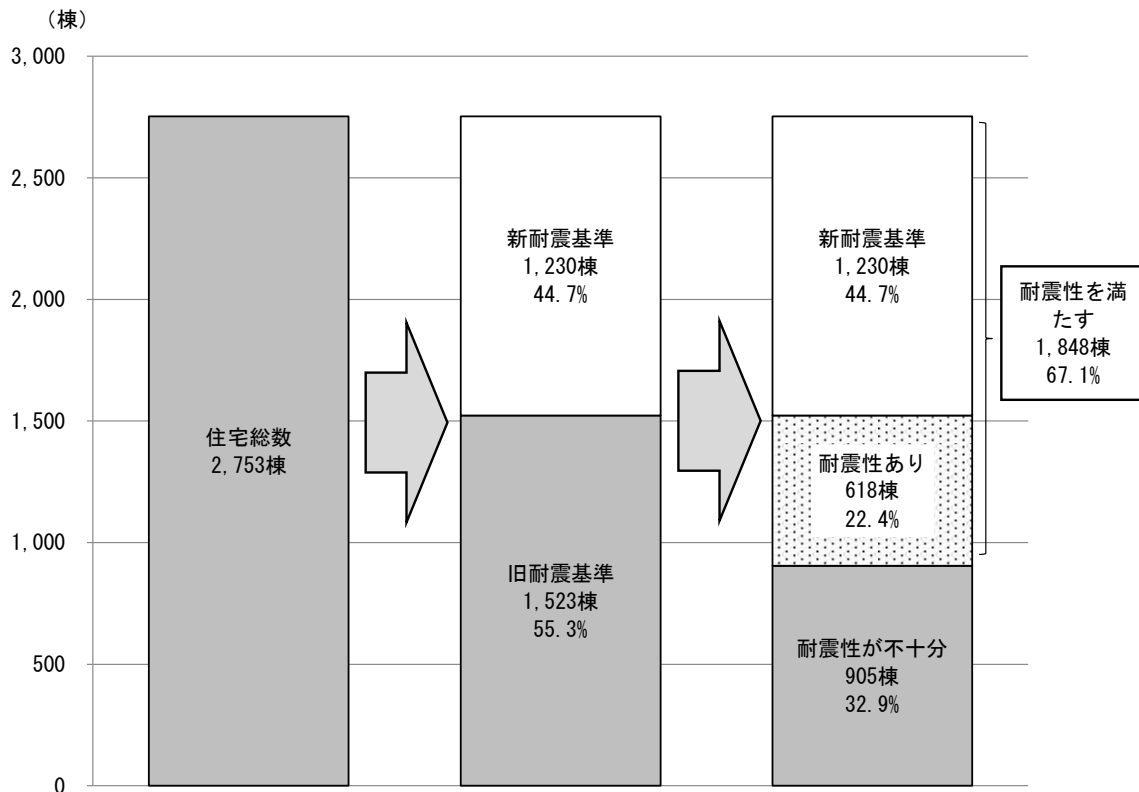 （棟）
3,000
2,500
2,000
1,500
1,000
500
0
住宅総数
2,753棟
新耐震基準
1,230棟
44.7%
旧耐震基準
1,523棟
55.3%
新耐震基準
1,230棟
44.7%
耐震性あり
618棟
22.4%
耐震性が不十分
905棟
32.9%
耐震性を満
たす
1,848棟
67.1%